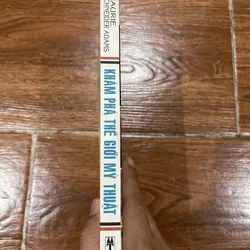 LAURIE
SCHNEIDER ADAMS
KHÁM PHÁ THẾ GIỚI MỸ THUẬT